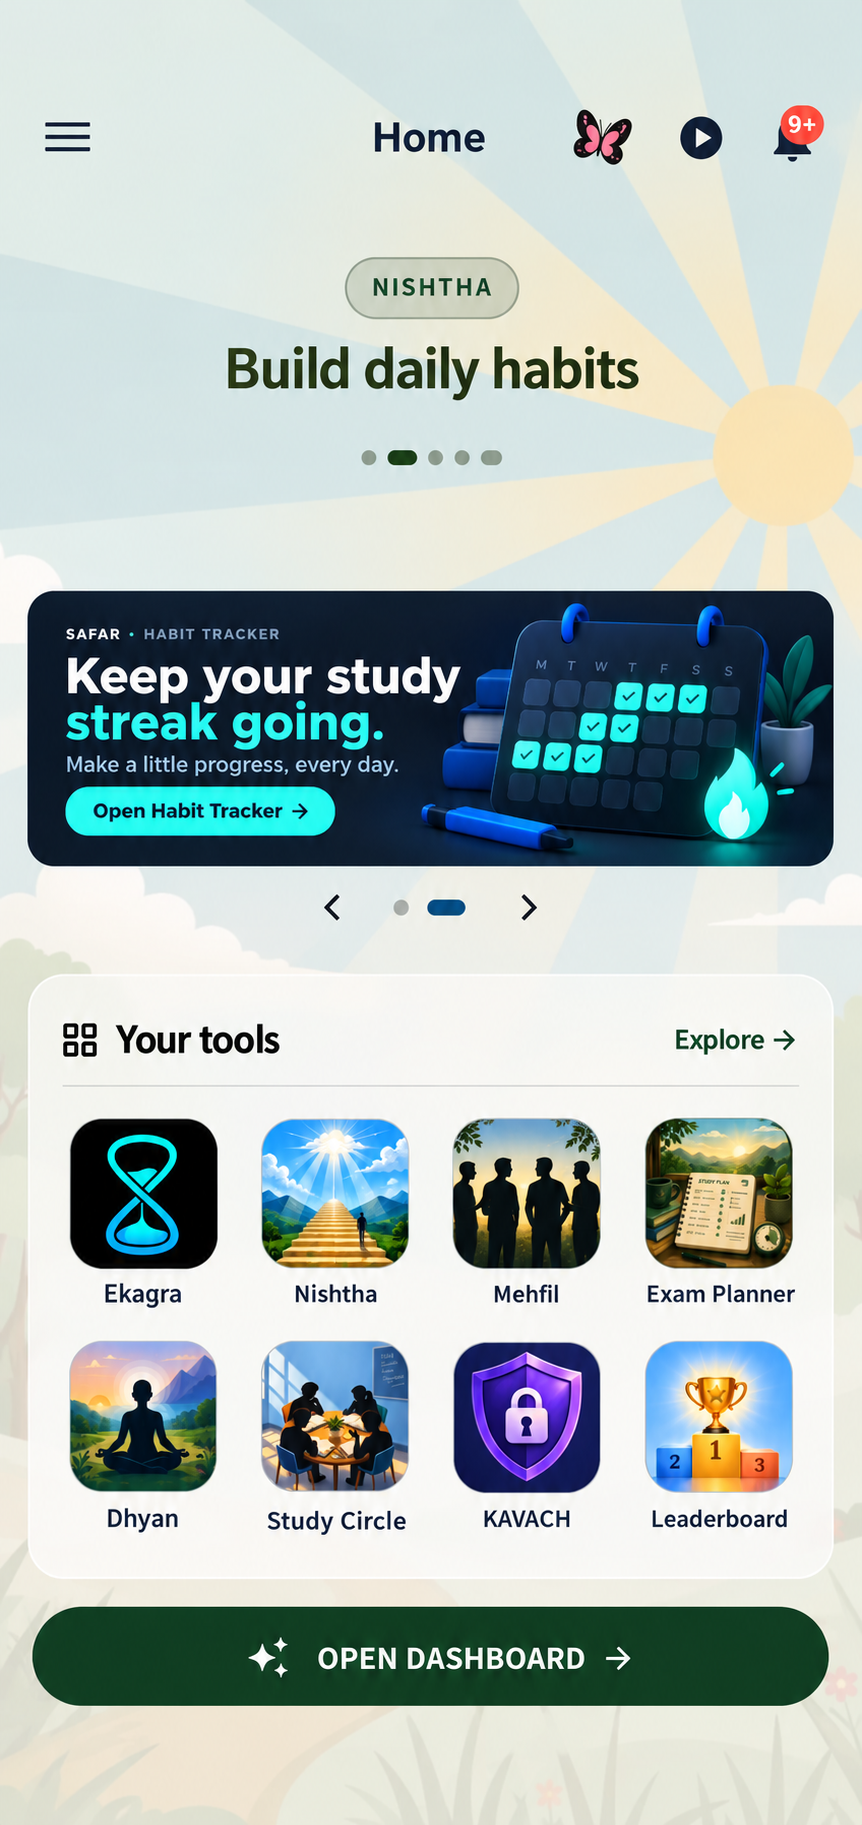 Home
9+
NISHTHA
Build daily habits
SAFAR • HABIT TRACKER
Keep your study
streak going.
Make a little progress, every day.
Open Habit Tracker →
M T W T F S S
Your tools
Explore →
STUDY PLAN
Ekagra
Nishtha
Mehfil
Exam Planner
2 1 3
Dhyan
Study Circle
KAVACH
Leaderboard
OPEN DASHBOARD →